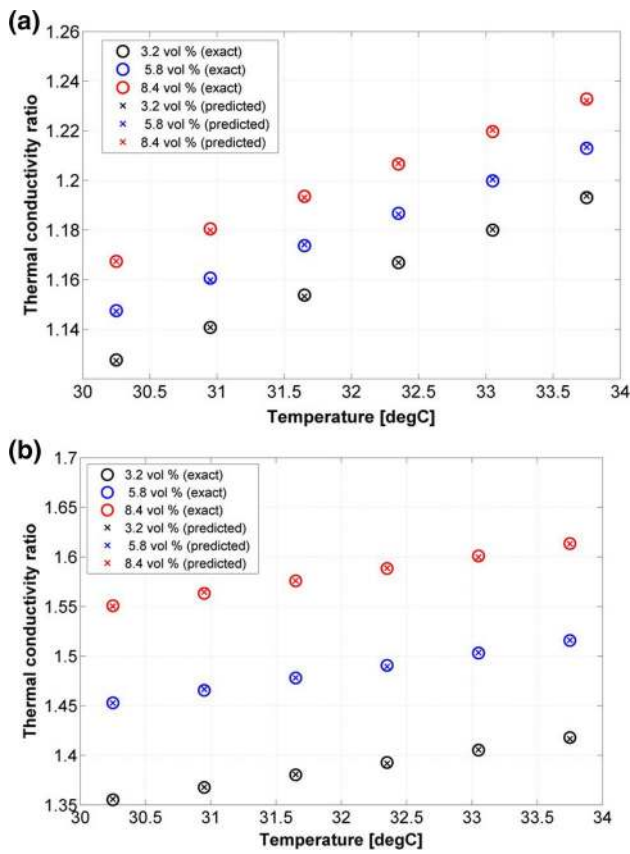 (a)
1.26
1.24
1.22
1.2
1.18
1.16
1.14
Thermal conductivity ratio
3.2 vol % (exact)
5.8 vol % (exact)
8.4 vol % (exact)
3.2 vol % (predicted)
5.8 vol % (predicted)
8.4 vol % (predicted)
30 30.5 31 31.5 32 32.5 33 33.5 34
Temperature [degC]
(b)
1.7
1.65
1.6
1.55
1.5
1.45
1.4
1.35
Thermal conductivity ratio
3.2 vol % (exact)
5.8 vol % (exact)
8.4 vol % (exact)
3.2 vol % (predicted)
5.8 vol % (predicted)
8.4 vol % (predicted)
30 30.5 31 31.5 32 32.5 33 33.5 34
Temperature [degC]